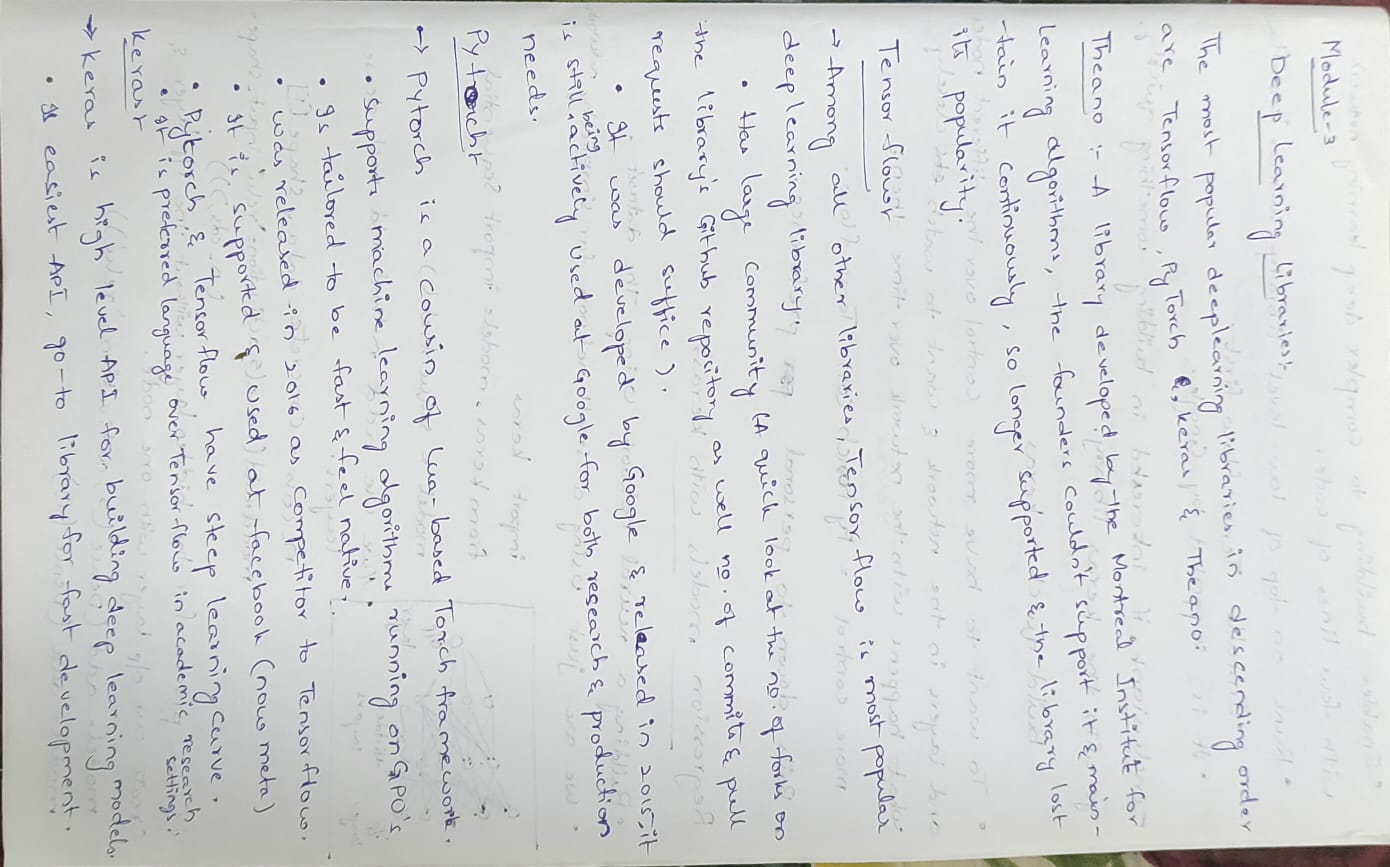 Module-3
Deep Learning Libraries:-
The most popular deeplearning libraries in descending order
are Tensorflow, PyTorch , keras & Theano.
Theano :- A library developed by the Montreal Institut for
Learning algorithms, the founders couldn't support it & main-
-tain it continuously, so longer supported & the library lost
its popularity.
Tensor flow:-
→ Among all other libraries, Tensor flow is most popular
deep learning library.
• Has large community (A quick look at the no. of forks on
the library's Github repository, as well no. of commits & pull
requests should suffice).
• It was developed by Google & released in 2015, it
is still being actively used at Google for both research & production
needs.
Pytorch:-
→ Pytorch is a cousin of Lua-based Torch framework.
• supports machine learning algorithms running on GPU's
• Is tailored to be fast & feel native.
• was released in 2016 as competitor to Tensorflow.
• It is supported & used at facebook (now meta)
• Pytorch & Tensorflow have steep learning curve.
• It is preferred language over Tensor-flow in academic research
settings.
keras:-
→ keras is high level API for building deep learning models.
• Is easiest API, go-to library for fast development.